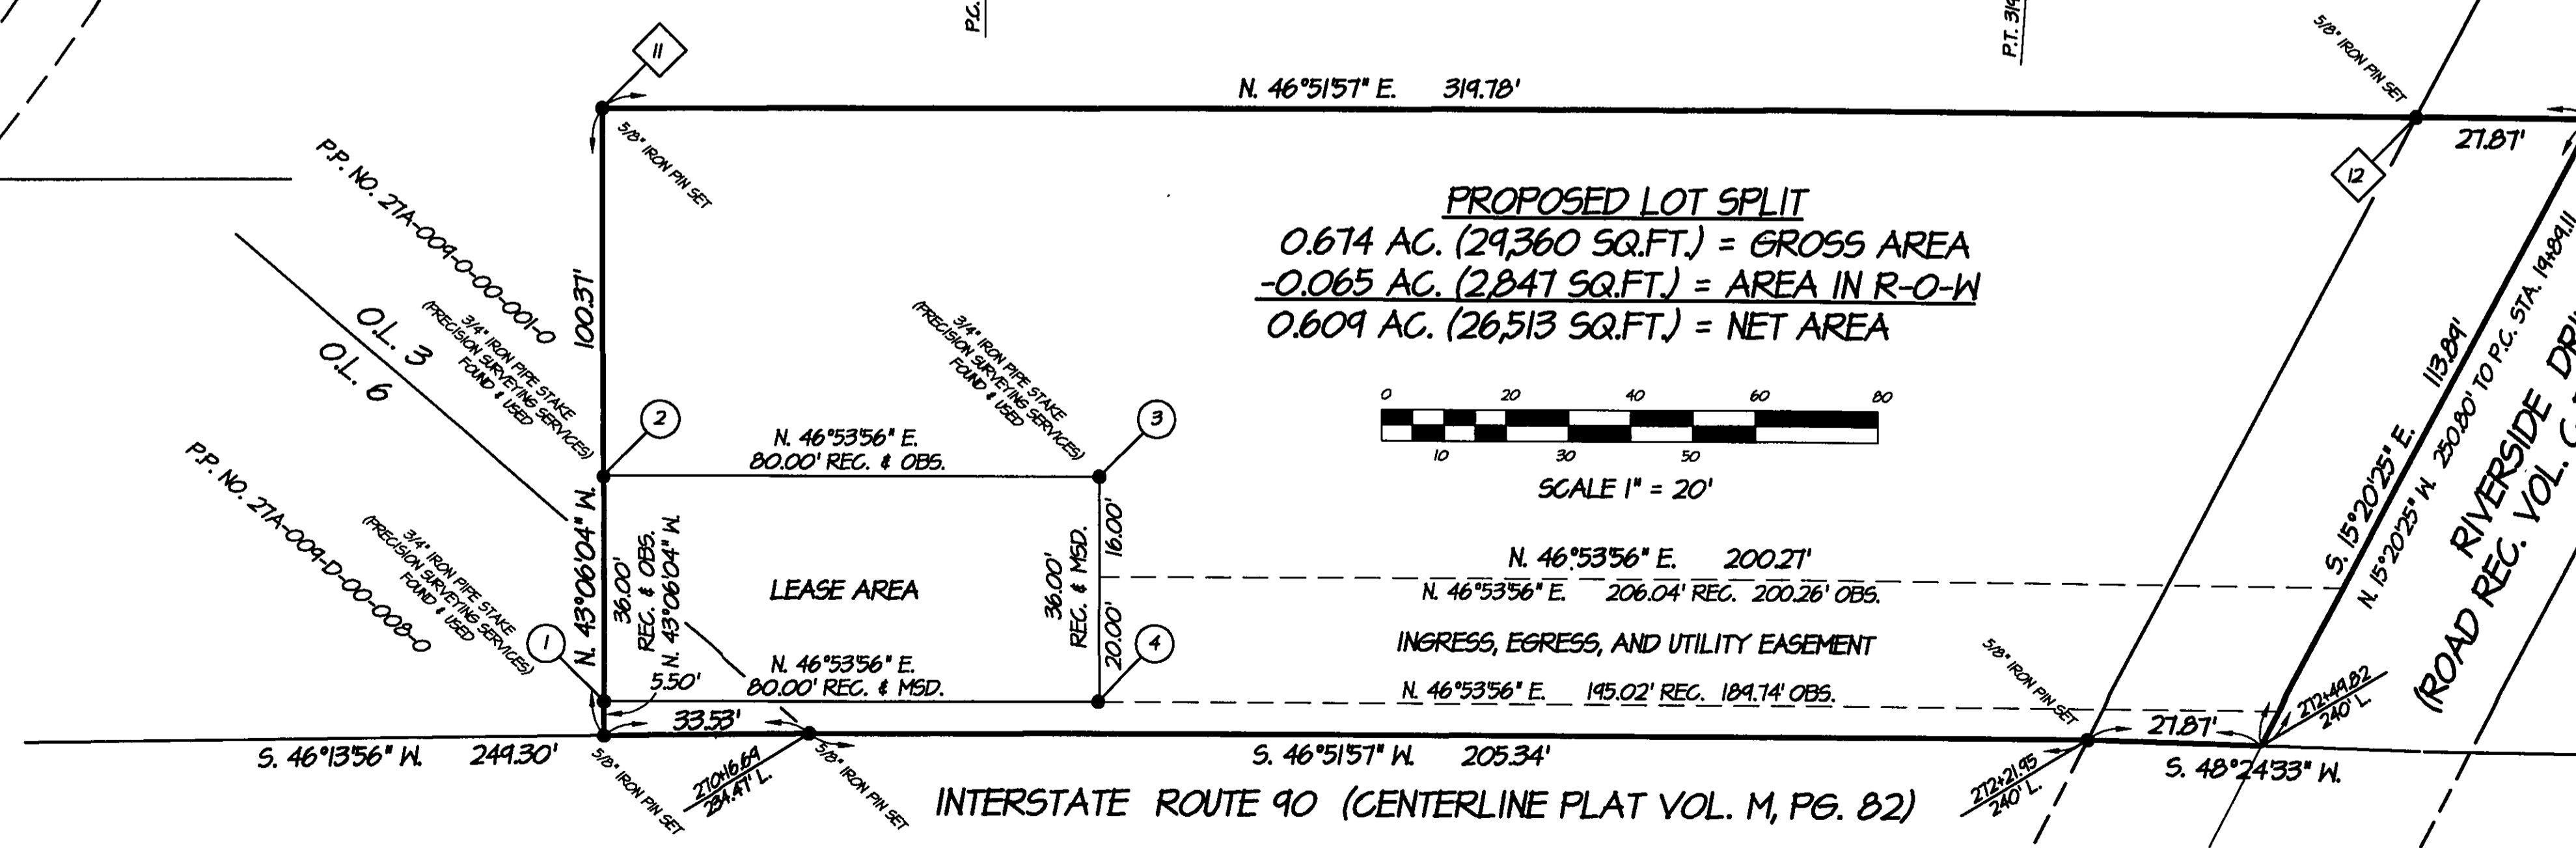 P.C.
P.T. 319
11
5/8" IRON PIN SET
N. 46°51'57" E. 319.78'
27.87'
12
5/8" IRON PIN SET
P.P. NO. 27A-009-0-00-001-0
O.L. 3
O.L. 6
100.37'
N. 43°06'04" W.
PROPOSED LOT SPLIT
0.674 AC. (29,360 SQ.FT.) = GROSS AREA
-0.065 AC. (2,847 SQ.FT.) = AREA IN R-O-W
0.609 AC. (26,513 SQ.FT.) = NET AREA
0 20 40 60 80
10 30 50
SCALE 1" = 20'
3/4" IRON PIPE STAKE
(PRECISION SURVEYING SERVICES)
FOUND & USED
2
3/4" IRON PIPE STAKE
(PRECISION SURVEYING SERVICES)
FOUND & USED
3
N. 46°53'56" E.
80.00' REC. & OBS.
P.P. NO. 27A-009-D-00-008-0
3/4" IRON PIPE STAKE
(PRECISION SURVEYING SERVICES)
FOUND & USED
1
36.00'
REC. & OBS.
N. 43°06'04" W.
LEASE AREA
36.00'
REC. & MSD.
16.00'
20.00'
4
N. 46°53'56" E.
80.00' REC. & MSD.
5.50'
33.53'
N. 46°53'56" E. 200.27'
N. 46°53'56" E. 206.04' REC. 200.26' OBS.
INGRESS, EGRESS, AND UTILITY EASEMENT
N. 46°53'56" E. 195.02' REC. 189.74' OBS.
S. 15°20'25" E. 113.89'
N. 15°20'25" W. 250.80' TO P.C. STA. 19+89.11
RIVERSIDE
(ROAD REC. VOL.
5/8" IRON PIN SET
27.87'
272+49.82
240' L.
S. 46°13'56" W. 249.30'
5/8" IRON PIN SET
270+16.69
234.47' L.
5/8" IRON PIN SET
S. 46°51'57" W. 205.34'
272+21.95
240' L.
S. 48°24'33" W.
INTERSTATE ROUTE 90 (CENTERLINE PLAT VOL. M, PG. 82)